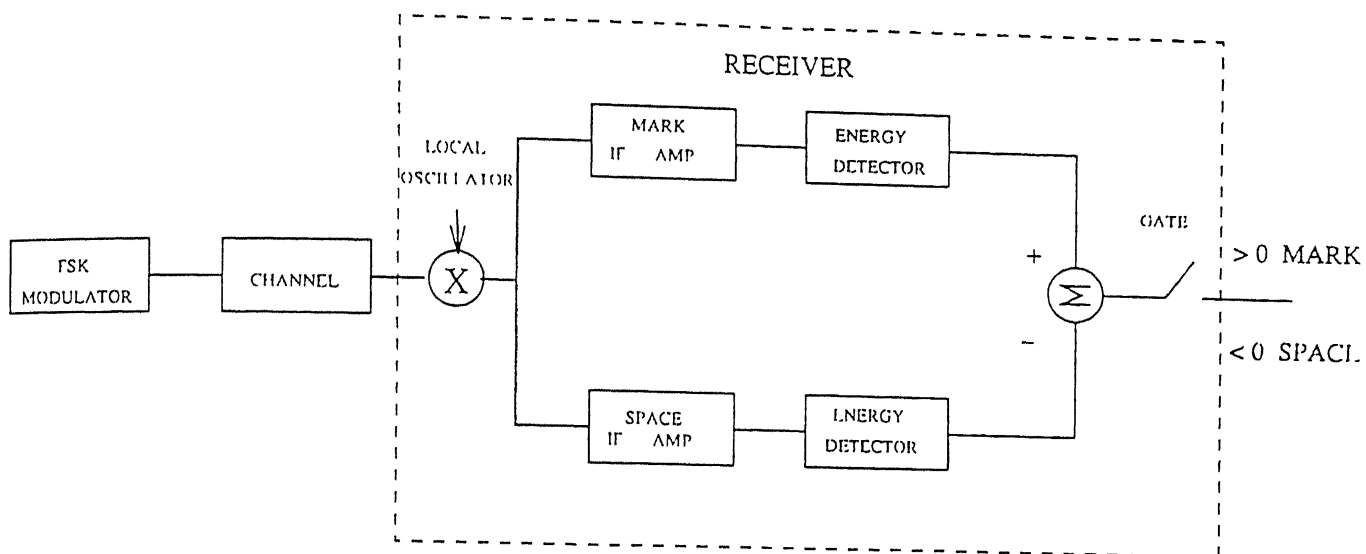 RECEIVER
MARK
IF AMP
ENERGY
DETECTOR
LOCAL
OSCILLATOR
GATE
FSK
MODULATOR
CHANNEL
X
+
Σ
-
> 0 MARK
< 0 SPACE
SPACE
IF AMP
ENERGY
DETECTOR